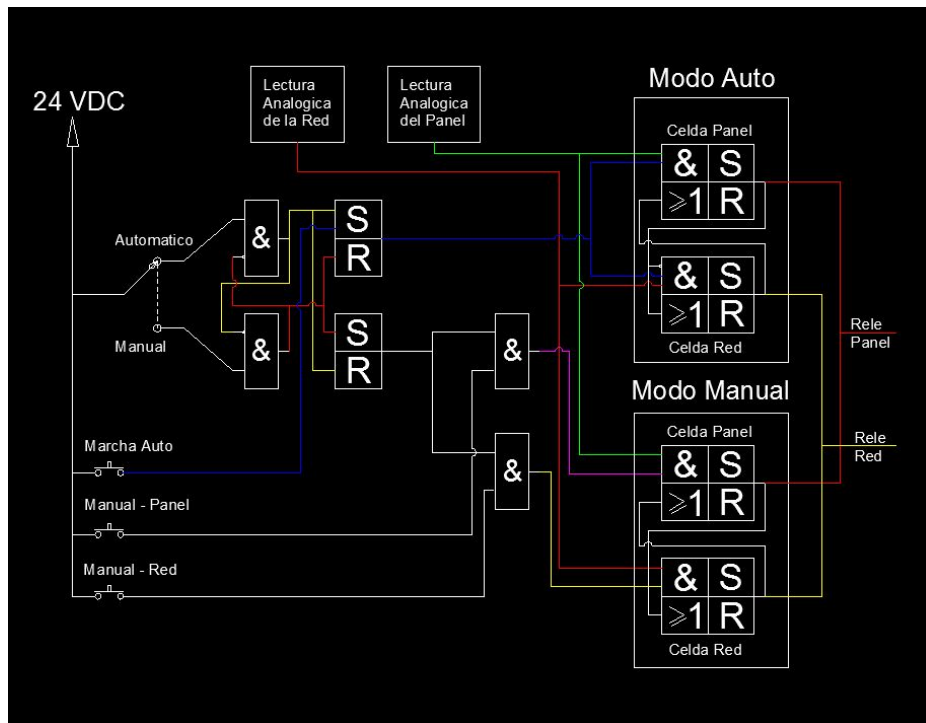 24 VDC
Lectura
Analogica
de la Red
Lectura
Analogica
del Panel
Modo Auto
Celda Panel
& S
≥1 R
& S
≥1 R
Celda Red
Automatico
Manual
&
&
S
R
S
R
&
&
Rele
Panel
Modo Manual
Celda Panel
& S
≥1 R
& S
≥1 R
Celda Red
Rele
Red
Marcha Auto
Manual - Panel
Manual - Red